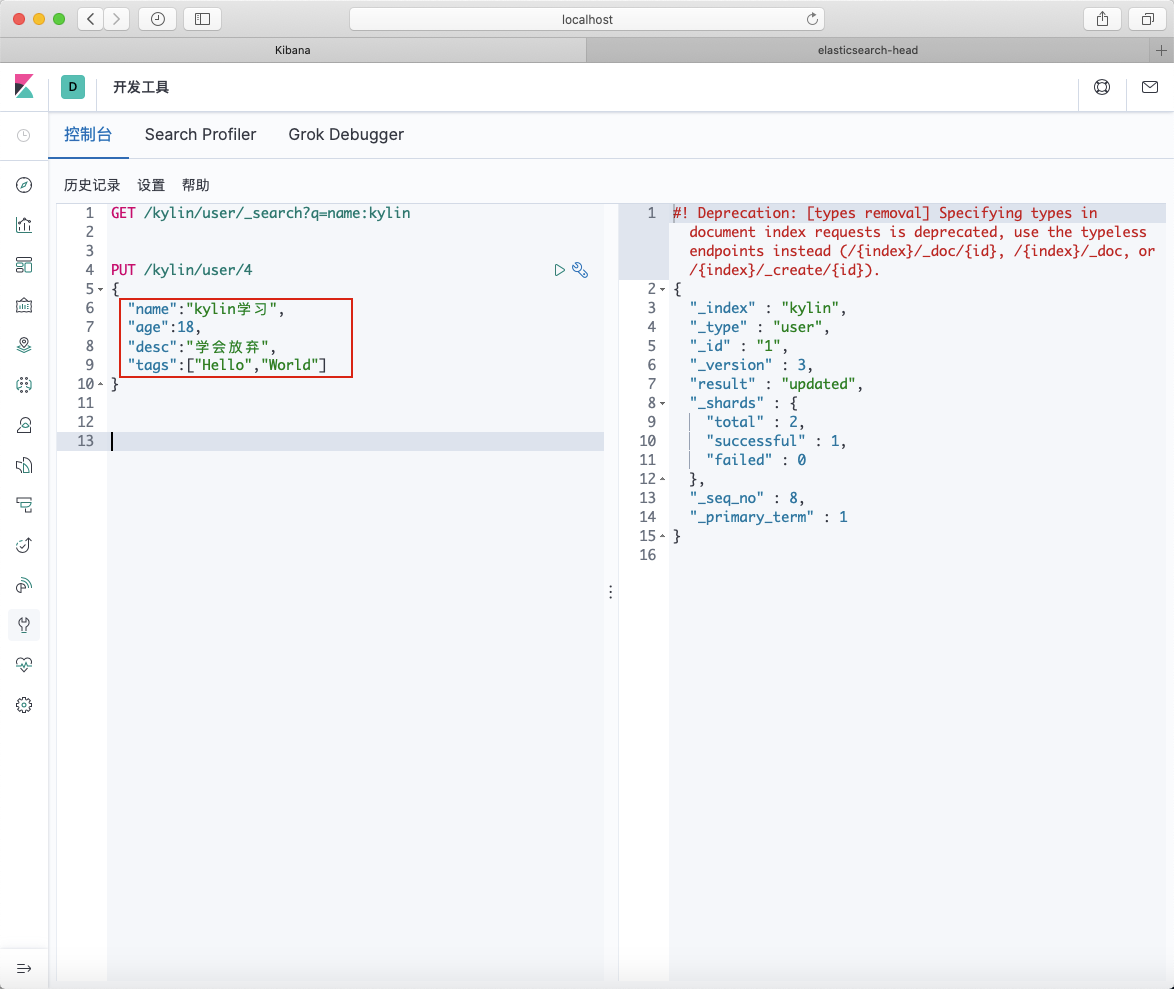 localhost
Kibana
elasticsearch-head
D
开发工具
控制台 Search Profiler Grok Debugger
历史记录 设置 帮助
1 GET /kylin/user/_search?q=name:kylin
2
3
4 PUT /kylin/user/4
5 {
6 "name":"kylin学习",
7 "age":18,
8 "desc":"学会放弃",
9 "tags":["Hello","World"]
10 }
11
12
13
1 #! Deprecation: [types removal] Specifying types in
document index requests is deprecated, use the typeless
endpoints instead (/{index}/_doc/{id}, /{index}/_doc, or
/{index}/_create/{id}).
2 {
3 "_index" : "kylin",
4 "_type" : "user",
5 "_id" : "1",
6 "_version" : 3,
7 "result" : "updated",
8 "_shards" : {
9 "total" : 2,
10 "successful" : 1,
11 "failed" : 0
12 },
13 "_seq_no" : 8,
14 "_primary_term" : 1
15 }
16